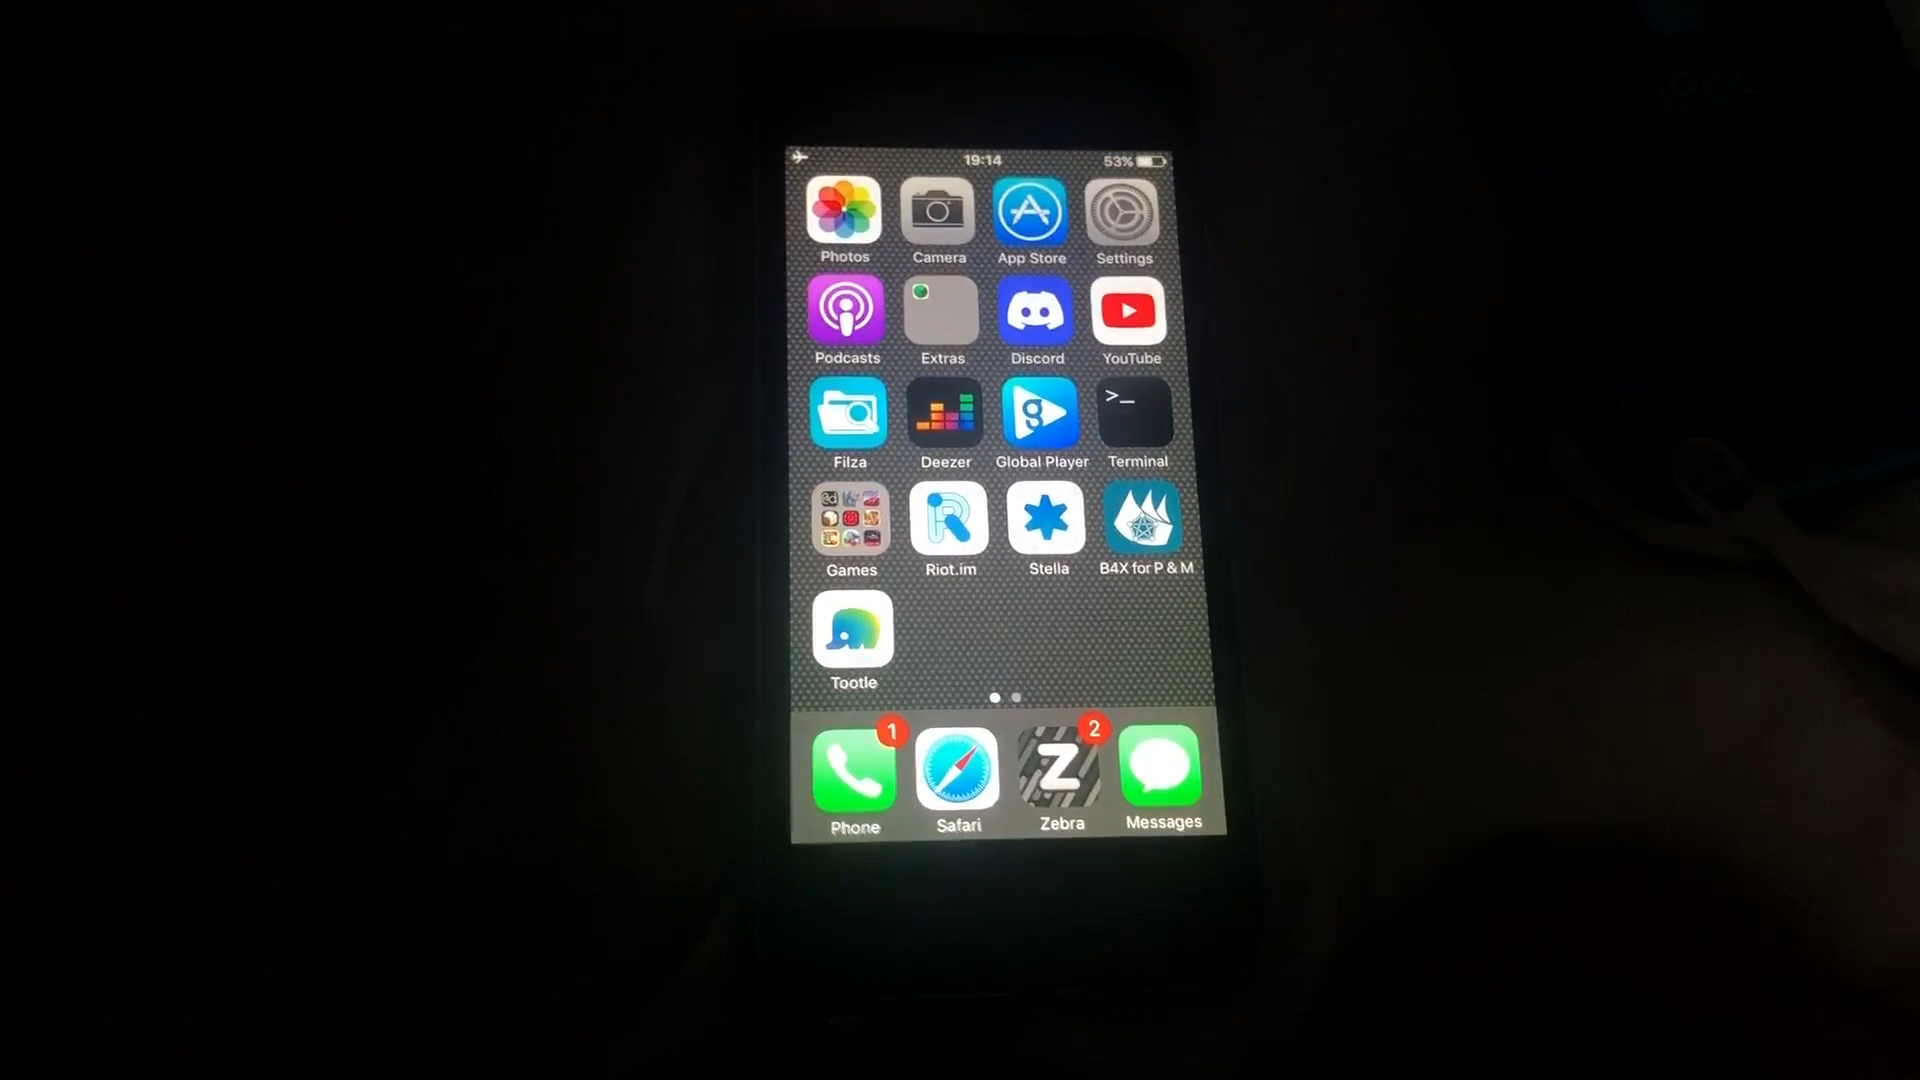 19:14 53%
Photos Camera App Store Settings
Podcasts Extras Discord YouTube
>_
Filza Deezer Global Player Terminal
Games Riot.im Stella B4X for P & M
Tootle
1 2
Z
Phone Safari Zebra Messages